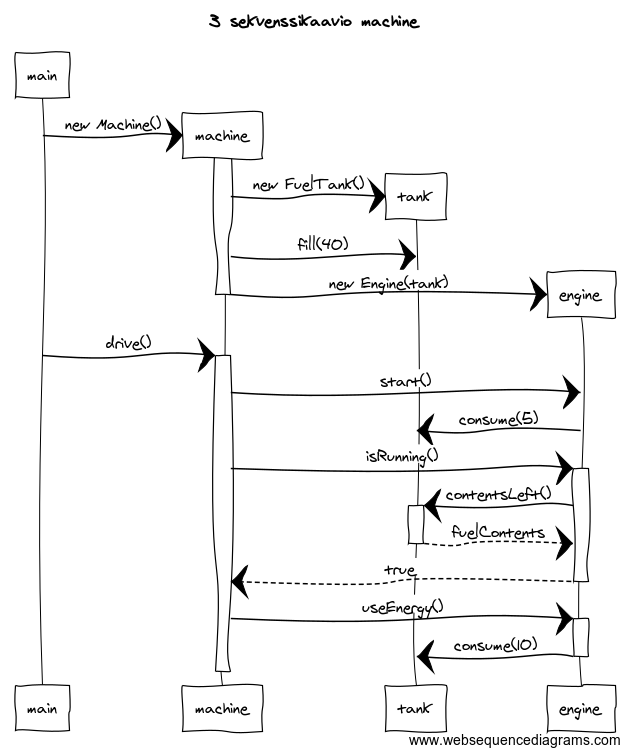 3 sekvenssikaavio machine
main
new Machine()
machine
new FuelTank()
tank
fill(40)
new Engine(tank)
engine
drive()
start()
consume(5)
isRunning()
contentsLeft()
fuelContents
true
useEnergy()
consume(10)
main
machine
tank
engine
www.websequencediagrams.com